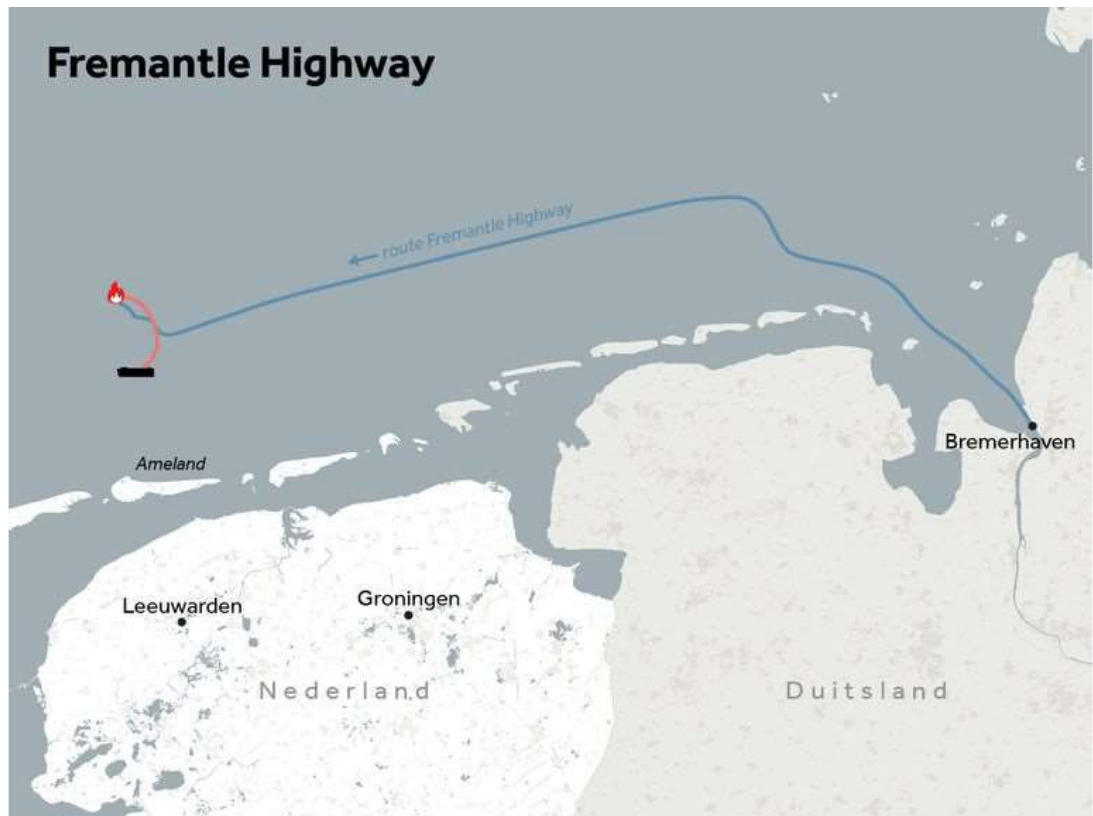 Fremantle Highway
route Fremantle Highway
Bremerhaven
Ameland
Leeuwarden
Groningen
Nederland
Duitsland